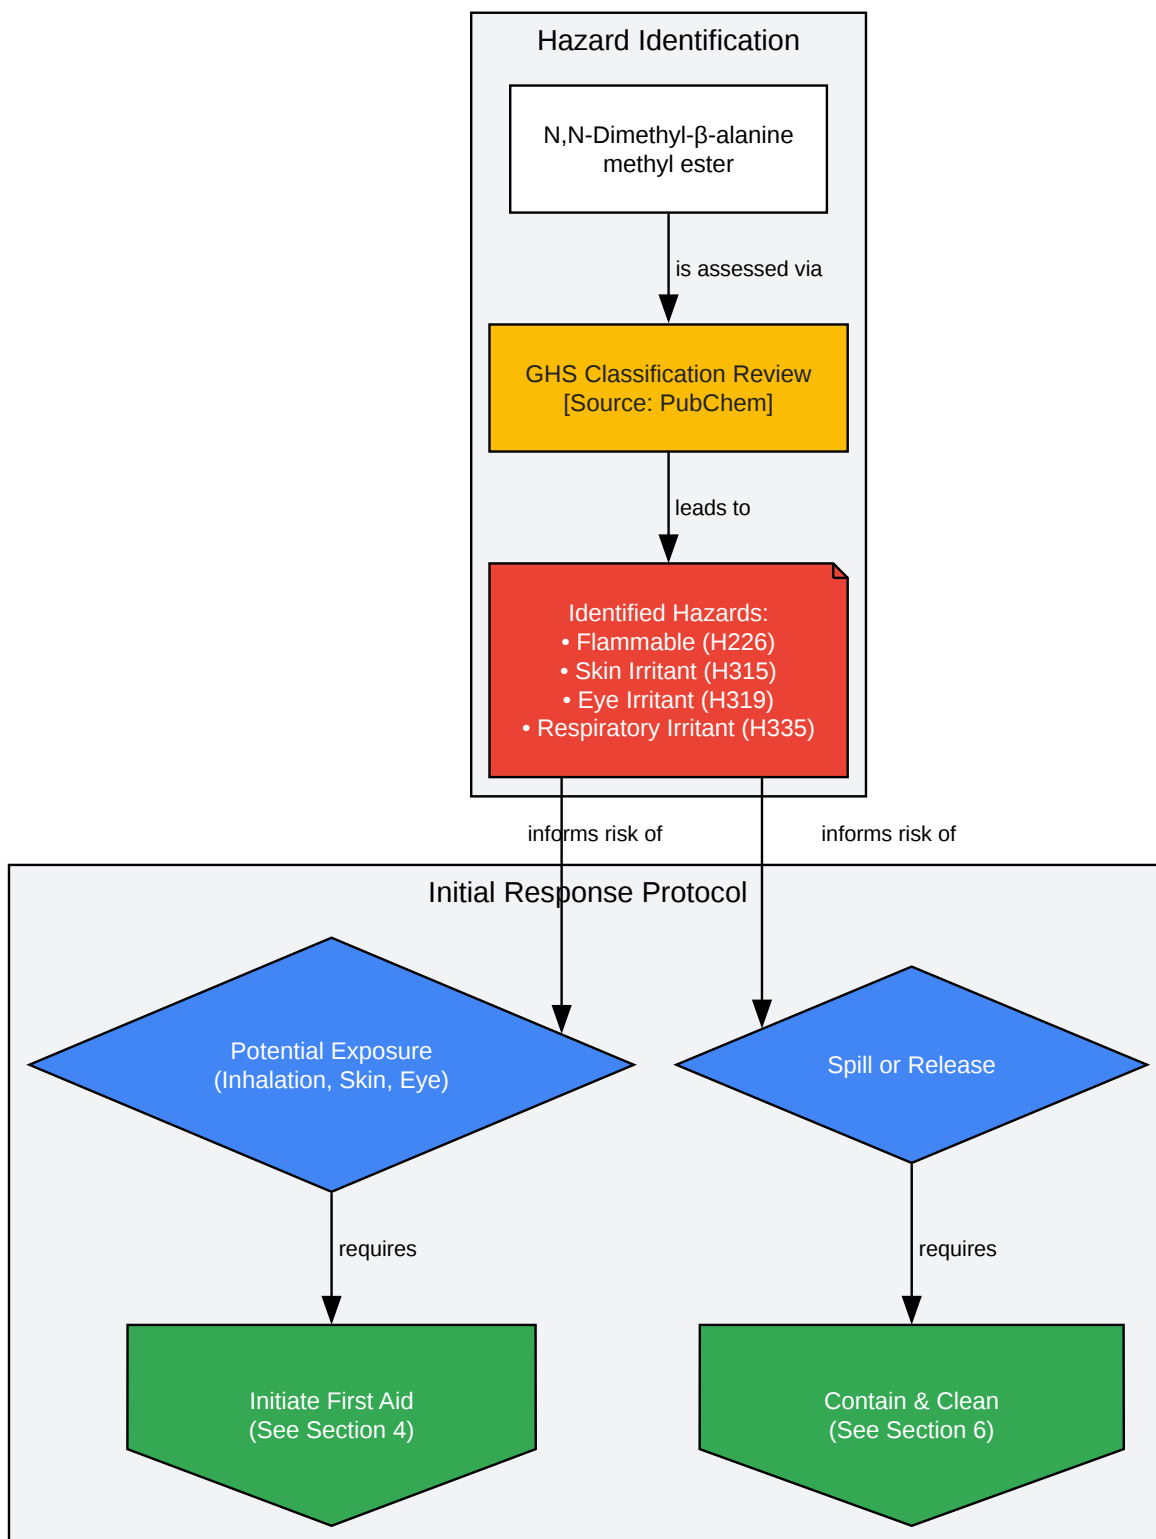 Hazard Identification
N,N-Dimethyl-β-alanine
methyl ester
is assessed via
GHS Classification Review
[Source: PubChem]
leads to
Identified Hazards:
• Flammable (H226)
• Skin Irritant (H315)
• Eye Irritant (H319)
• Respiratory Irritant (H335)
informs risk of
informs risk of
Initial Response Protocol
Potential Exposure
(Inhalation, Skin, Eye)
Spill or Release
requires
requires
Initiate First Aid
(See Section 4)
Contain & Clean
(See Section 6)